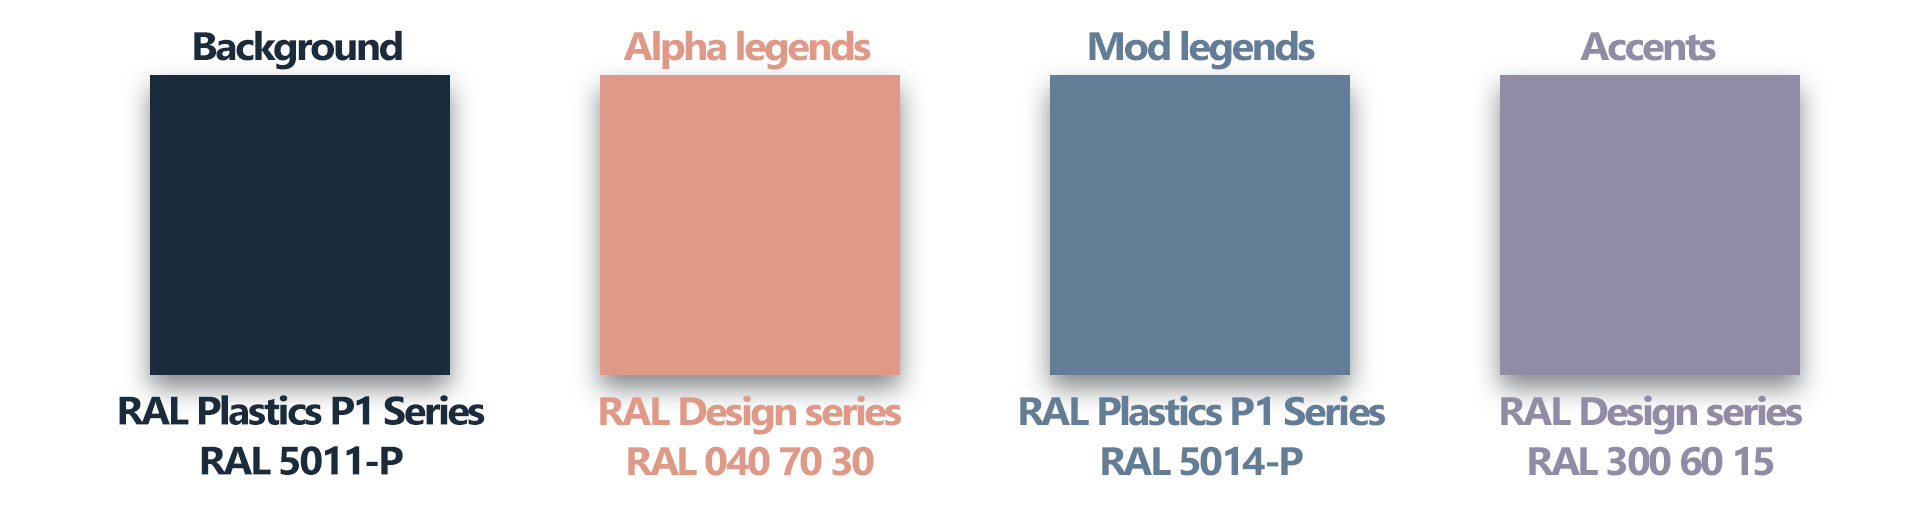 Background
RAL Plastics P1 Series
RAL 5011-P
Alpha legends
RAL Design series
RAL 040 70 30
Mod legends
RAL Plastics P1 Series
RAL 5014-P
Accents
RAL Design series
RAL 300 60 15